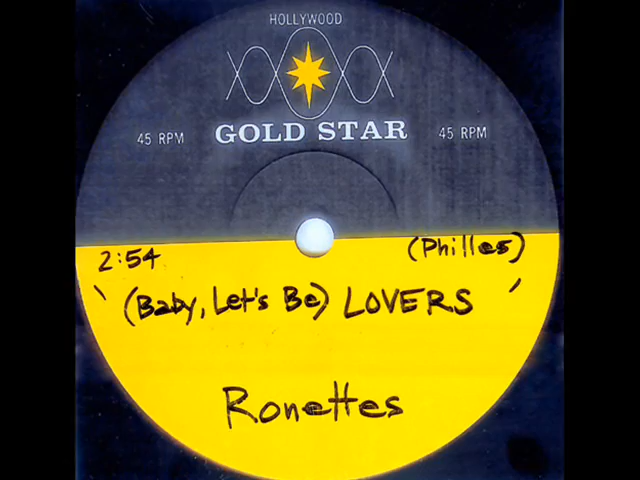 HOLLYWOOD
GOLD STAR
45 RPM 45 RPM
2:54 (Philles)
(Baby, Let's Be) LOVERS
Ronettes